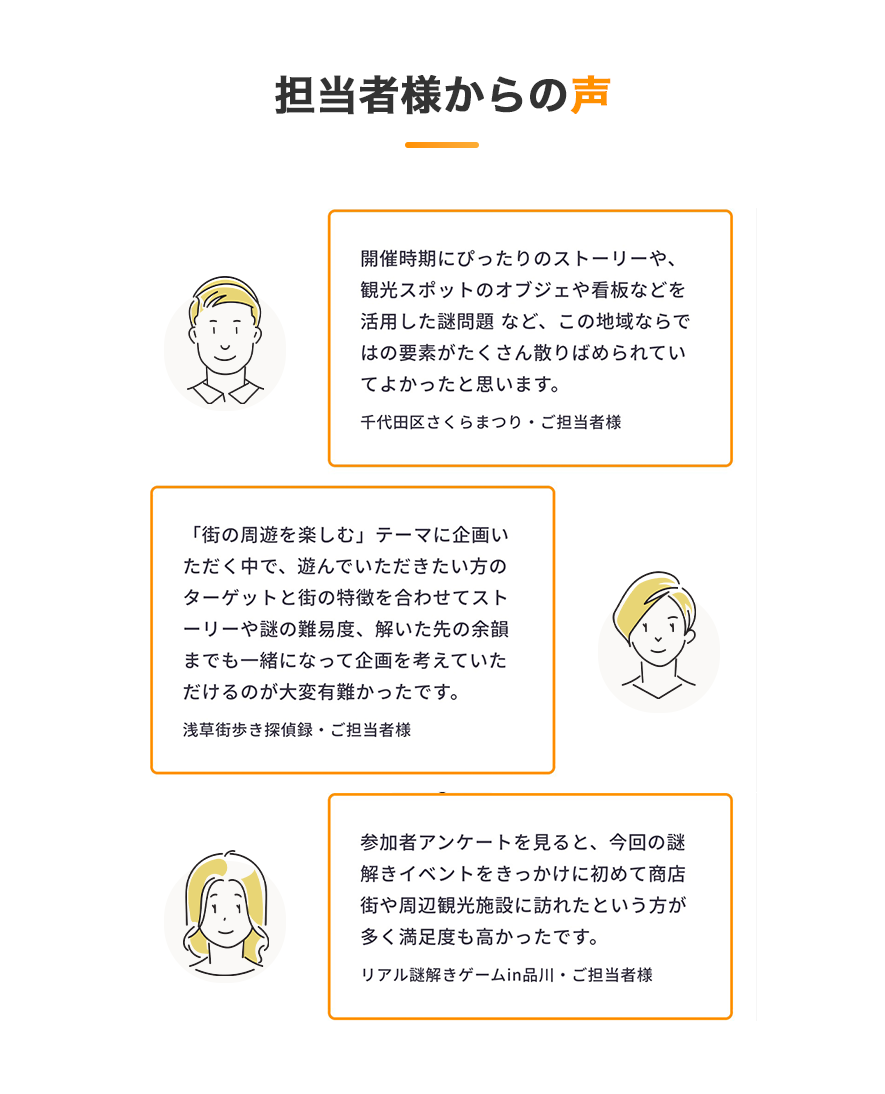 担当者様からの声
開催時期にぴったりのストーリーや、
観光スポットのオブジェや看板などを
活用した謎問題 など、この地域ならで
はの要素がたくさん散りばめられてい
てよかったと思います。
千代田区さくらまつり・ご担当者様
「街の周遊を楽しむ」テーマに企画い
ただく中で、遊んでいただきたい方の
ターゲットと街の特徴を合わせてスト
ーリーや謎の難易度、解いた先の余韻
までも一緒になって企画を考えていた
だけるのが大変有難かったです。
浅草街歩き探偵録・ご担当者様
参加者アンケートを見ると、今回の謎
解きイベントをきっかけに初めて商店
街や周辺観光施設に訪れたという方が
多く満足度も高かったです。
リアル謎解きゲームin品川・ご担当者様